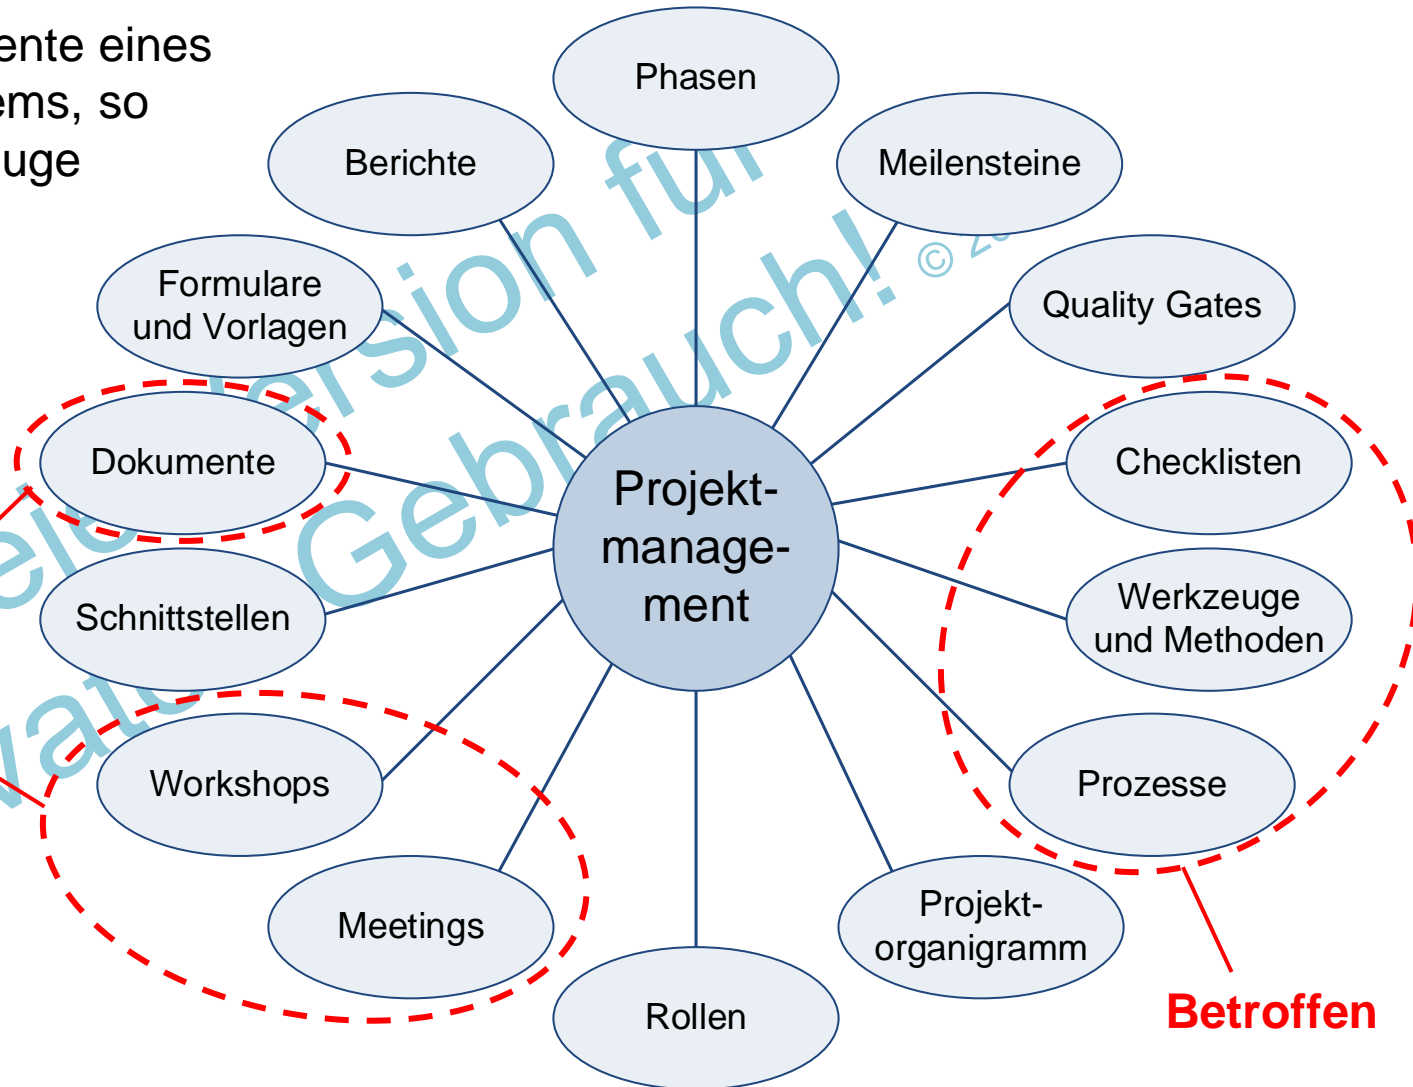 ente eines
ems, so
uge
Phasen
Berichte
Meilensteine
Formulare
und Vorlagen
Quality Gates
Dokumente
Checklisten
Projekt-
manage-
ment
Schnittstellen
Werkzeuge
und Methoden
Workshops
Prozesse
Meetings
Projekt-
organigramm
Rollen
Betroffen
Gebrauch! ©